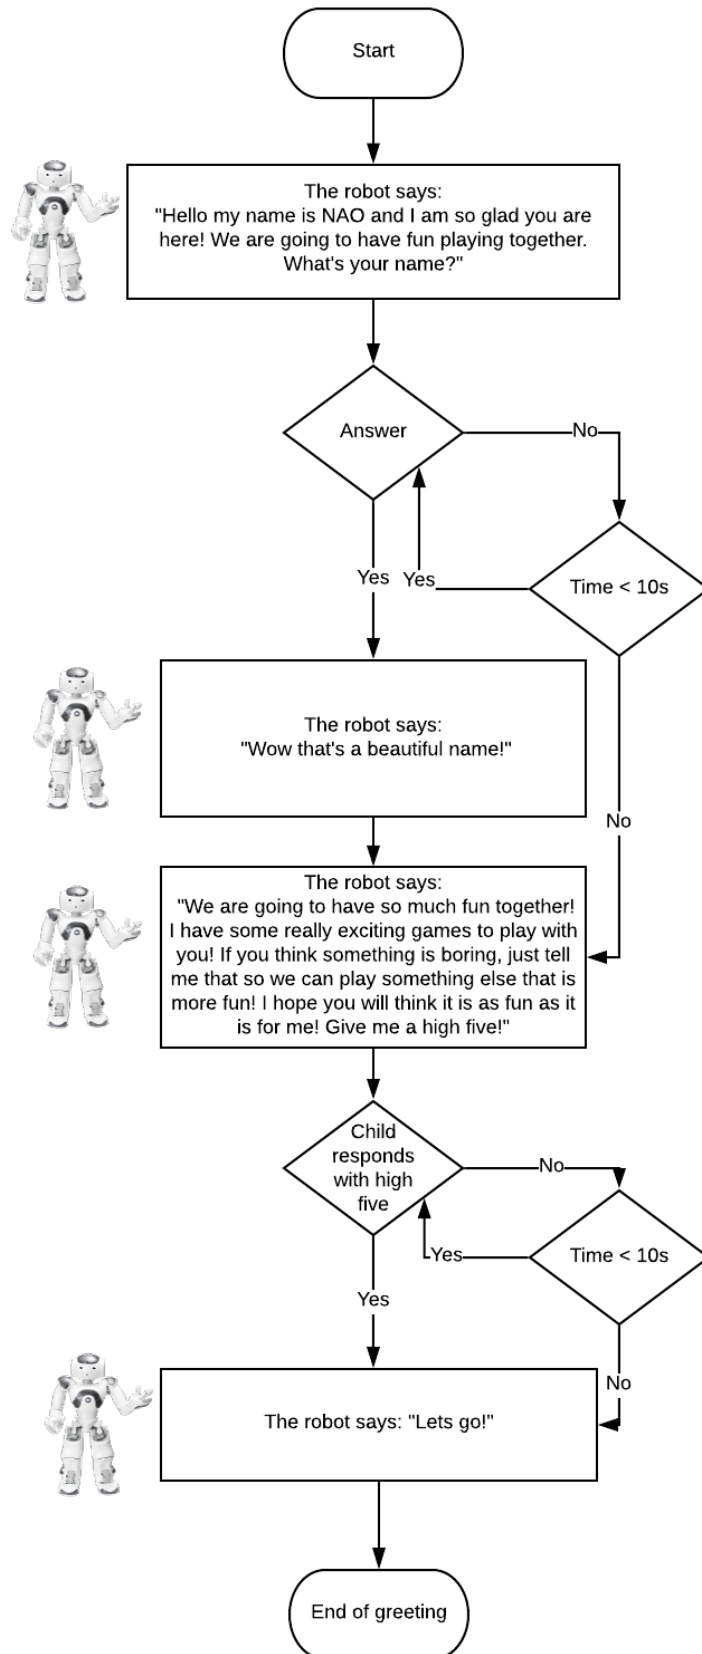 Start
The robot says:
"Hello my name is NAO and I am so glad you are
here! We are going to have fun playing together.
What's your name?"
Answer
No
Yes
Yes
Time < 10s
The robot says:
"Wow that's a beautiful name!"
No
The robot says:
"We are going to have so much fun together!
I have some really exciting games to play with
you! If you think something is boring, just tell
me that so we can play something else that is
more fun! I hope you will think it is as fun as it
is for me! Give me a high five!"
Child
responds
with high
five
No
Yes
Time < 10s
Yes
No
The robot says: "Lets go!"
End of greeting